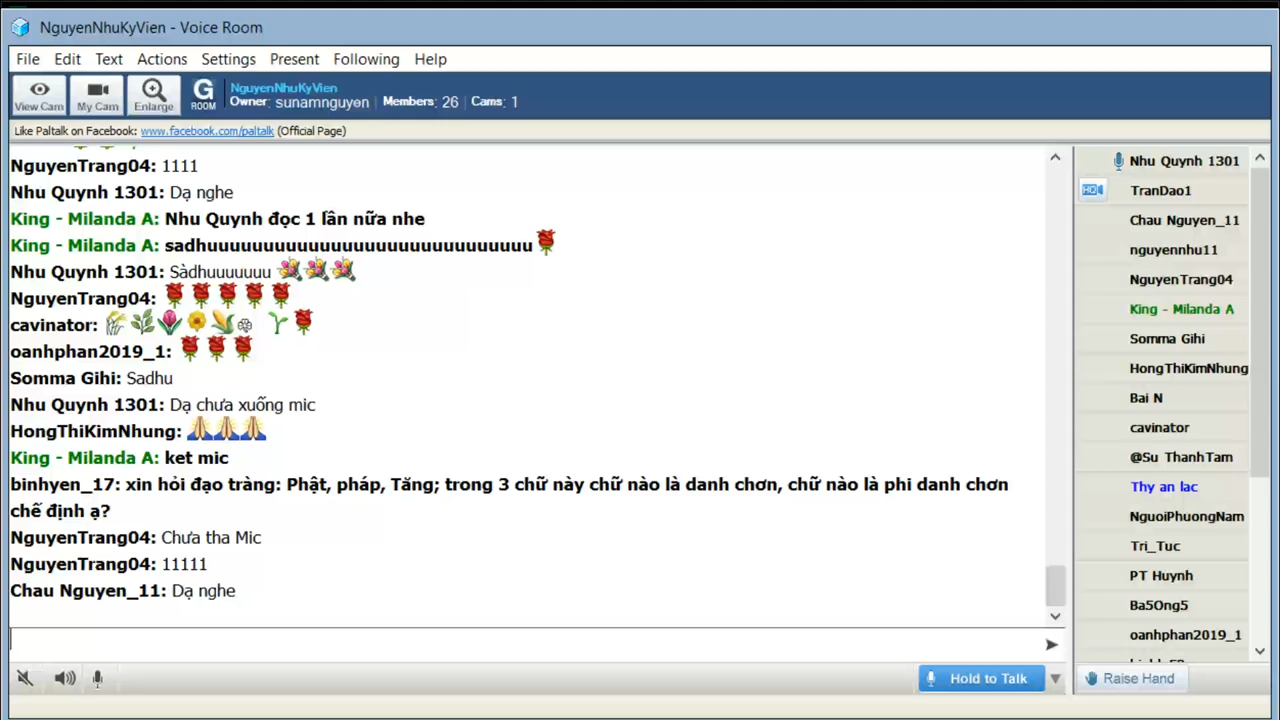 NguyenNhuKyVien - Voice Room
File Edit Text Actions Settings Present Following Help
View Cam My Cam Enlarge G ROOM
NguyenNhuKyVien
Owner: sunamnguyen Members: 26 Cams: 1
Like Paltalk on Facebook: www.facebook.com/paltalk (Official Page)
NguyenTrang04: 1111
Nhu Quynh 1301: Dạ nghe
King - Milanda A: Nhu Quynh đọc 1 lần nữa nhe
King - Milanda A: sadhuuuuuuuuuuuuuuuuuuuuuuuuuuuuu
Nhu Quynh 1301: Sàdhuuuuuuu
NguyenTrang04:
cavinator:
oanhphan2019_1:
Somma Gihi: Sadhu
Nhu Quynh 1301: Dạ chưa xuống mic
HongThiKimNhung:
King - Milanda A: ket mic
binhyen_17: xin hỏi đạo tràng: Phật, pháp, Tăng; trong 3 chữ này chữ nào là danh chơn, chữ nào là phi danh chơn
chế định ạ?
NguyenTrang04: Chưa tha Mic
NguyenTrang04: 11111
Chau Nguyen_11: Dạ nghe
Hold to Talk
Nhu Quynh 1301
HD
TranDao1
Chau Nguyen_11
nguyennhu11
NguyenTrang04
King - Milanda A
Somma Gihi
HongThiKimNhung
Bai N
cavinator
@Su ThanhTam
Thy an lac
NguoiPhuongNam
Tri_Tuc
PT Huynh
Ba5Ong5
oanhphan2019_1
Raise Hand